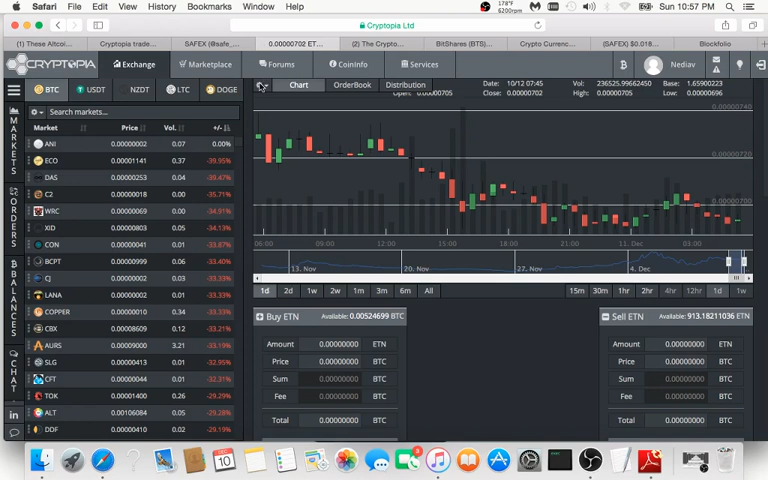 Safari File Edit View History Bookmarks Window Help 178°F 6200rpm Sun 10:57 PM
Cryptopia Ltd
(1) These Altcoi... Cryptopia trade... SAFEX (@safe_... 0.00000702 ET... (1) The Crypto... BitShares (BTS)... Crypto Currenc... (SAFEX) $0.018... Blockfolio
CRYPTOPIA Exchange Marketplace Forums CoinInfo Services Nediav
BTC USDT NZDT LTC DOGE
Chart OrderBook Distribution
Date: 10/12 07:45 Vol: 236525.99662450 Base: 1.65900223
Open: 0.00000705 Close: 0.00000702 High: 0.00000705 Low: 0.00000696
Search markets...
Market Price Vol. +/-
ANI 0.00000002 0.07 0.00%
ECO 0.00001141 0.37 -39.95%
DAS 0.00000253 0.04 -39.47%
C2 0.00000018 0.00 -35.71%
WRC 0.00000069 0.00 -34.91%
XID 0.00000803 0.05 -34.13%
CON 0.00000041 0.01 -33.87%
BCPT 0.00000999 0.06 -33.40%
CJ 0.00000002 0.03 -33.33%
LANA 0.00000002 0.00 -33.33%
COPPER 0.00000010 0.34 -33.33%
CBX 0.00008609 0.12 -33.21%
AURS 0.00009000 3.21 -33.19%
SLG 0.00000413 0.01 -32.95%
CFT 0.00000044 0.01 -32.31%
TOK 0.00001400 0.26 -29.29%
ALT 0.00106084 0.05 -29.28%
DDF 0.00000410 0.02 -29.19%
MARKETS
ORDERS
BALANCES
CHAT
0.00000740
0.00000720
0.00000700
06:00 09:00 12:00 15:00 18:00 21:00 11. Dec 03:00
13. Nov 20. Nov 27. Nov 4. Dec
1d 2d 1w 2w 1m 3m 6m All 15m 30m 1hr 2hr 4hr 12hr 1d 1w
Buy ETN Available: 0.00524699 BTC
Amount 0.00000000 ETN
Price 0.00000000 BTC
Sum 0.00000000 BTC
Fee 0.00000000 BTC
Total 0.00000000 BTC
Sell ETN Available: 913.18211036 ETN
Amount 0.00000000 ETN
Price 0.00000000 BTC
Sum 0.00000000 BTC
Fee 0.00000000 BTC
Total 0.00000000 BTC
10
3